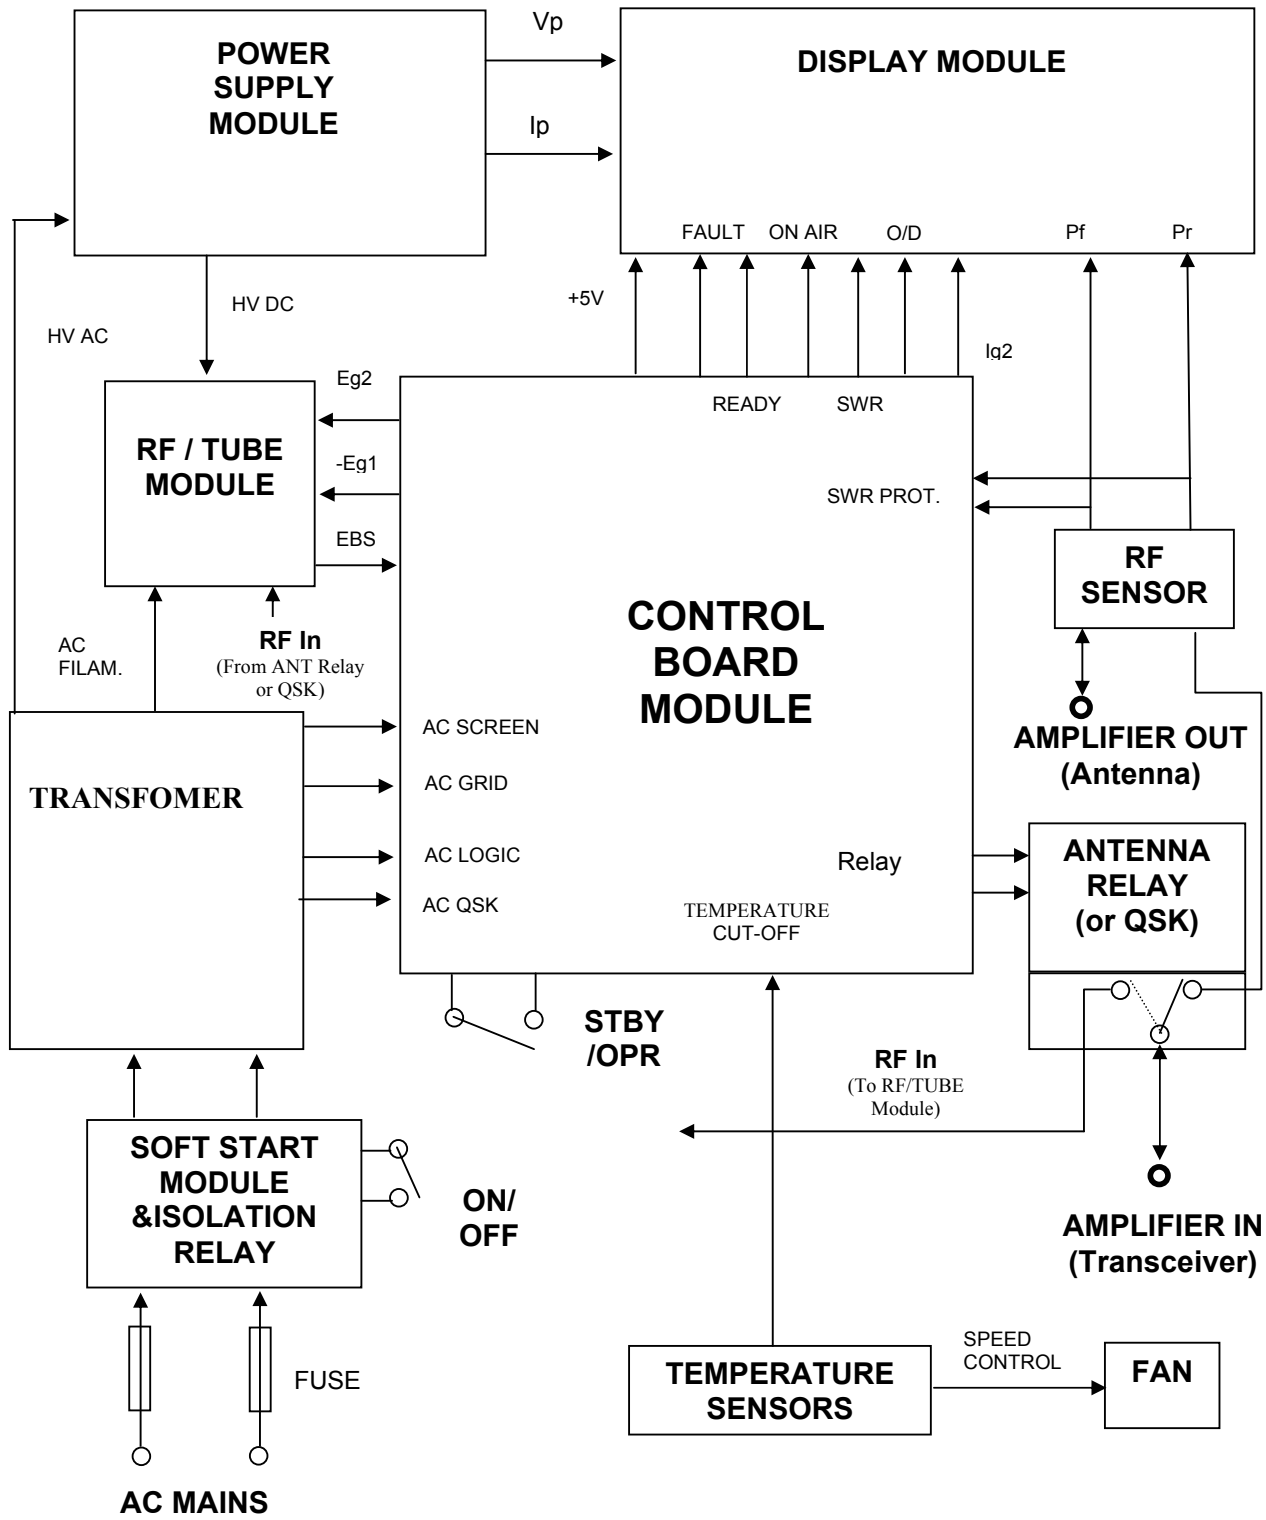 Vp
POWER
SUPPLY
MODULE
DISPLAY MODULE
Ip
FAULT
ON AIR
O/D
Pf
Pr
HV DC
+5V
HV AC
Ig2
Eg2
READY
SWR
RF / TUBE
MODULE
-Eg1
SWR PROT.
EBS
RF
SENSOR
CONTROL
BOARD
MODULE
AC
FILAM.
RF In
(From ANT Relay
or QSK)
AC SCREEN
AMPLIFIER OUT
(Antenna)
TRANSFOMER
AC GRID
AC LOGIC
Relay
ANTENNA
RELAY
(or QSK)
AC QSK
TEMPERATURE
CUT-OFF
STBY
/OPR
RF In
(To RF/TUBE
Module)
SOFT START
MODULE
&ISOLATION
RELAY
ON/
OFF
AMPLIFIER IN
(Transceiver)
FUSE
TEMPERATURE
SENSORS
SPEED
CONTROL
FAN
AC MAINS